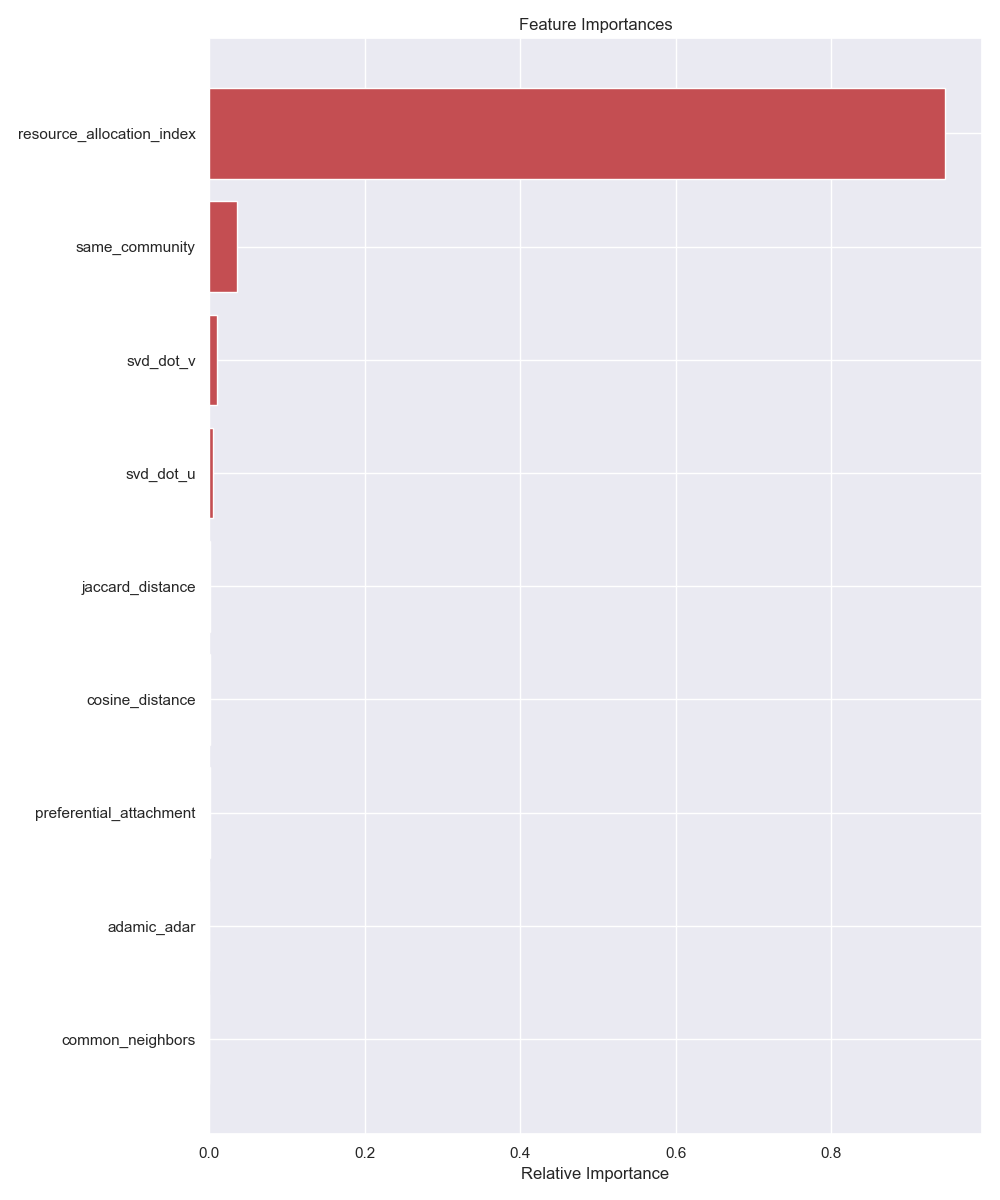 Feature Importances
resource_allocation_index
same_community
svd_dot_v
svd_dot_u
jaccard_distance
cosine_distance
preferential_attachment
adamic_adar
common_neighbors
0.0 0.2 0.4 0.6 0.8
Relative Importance